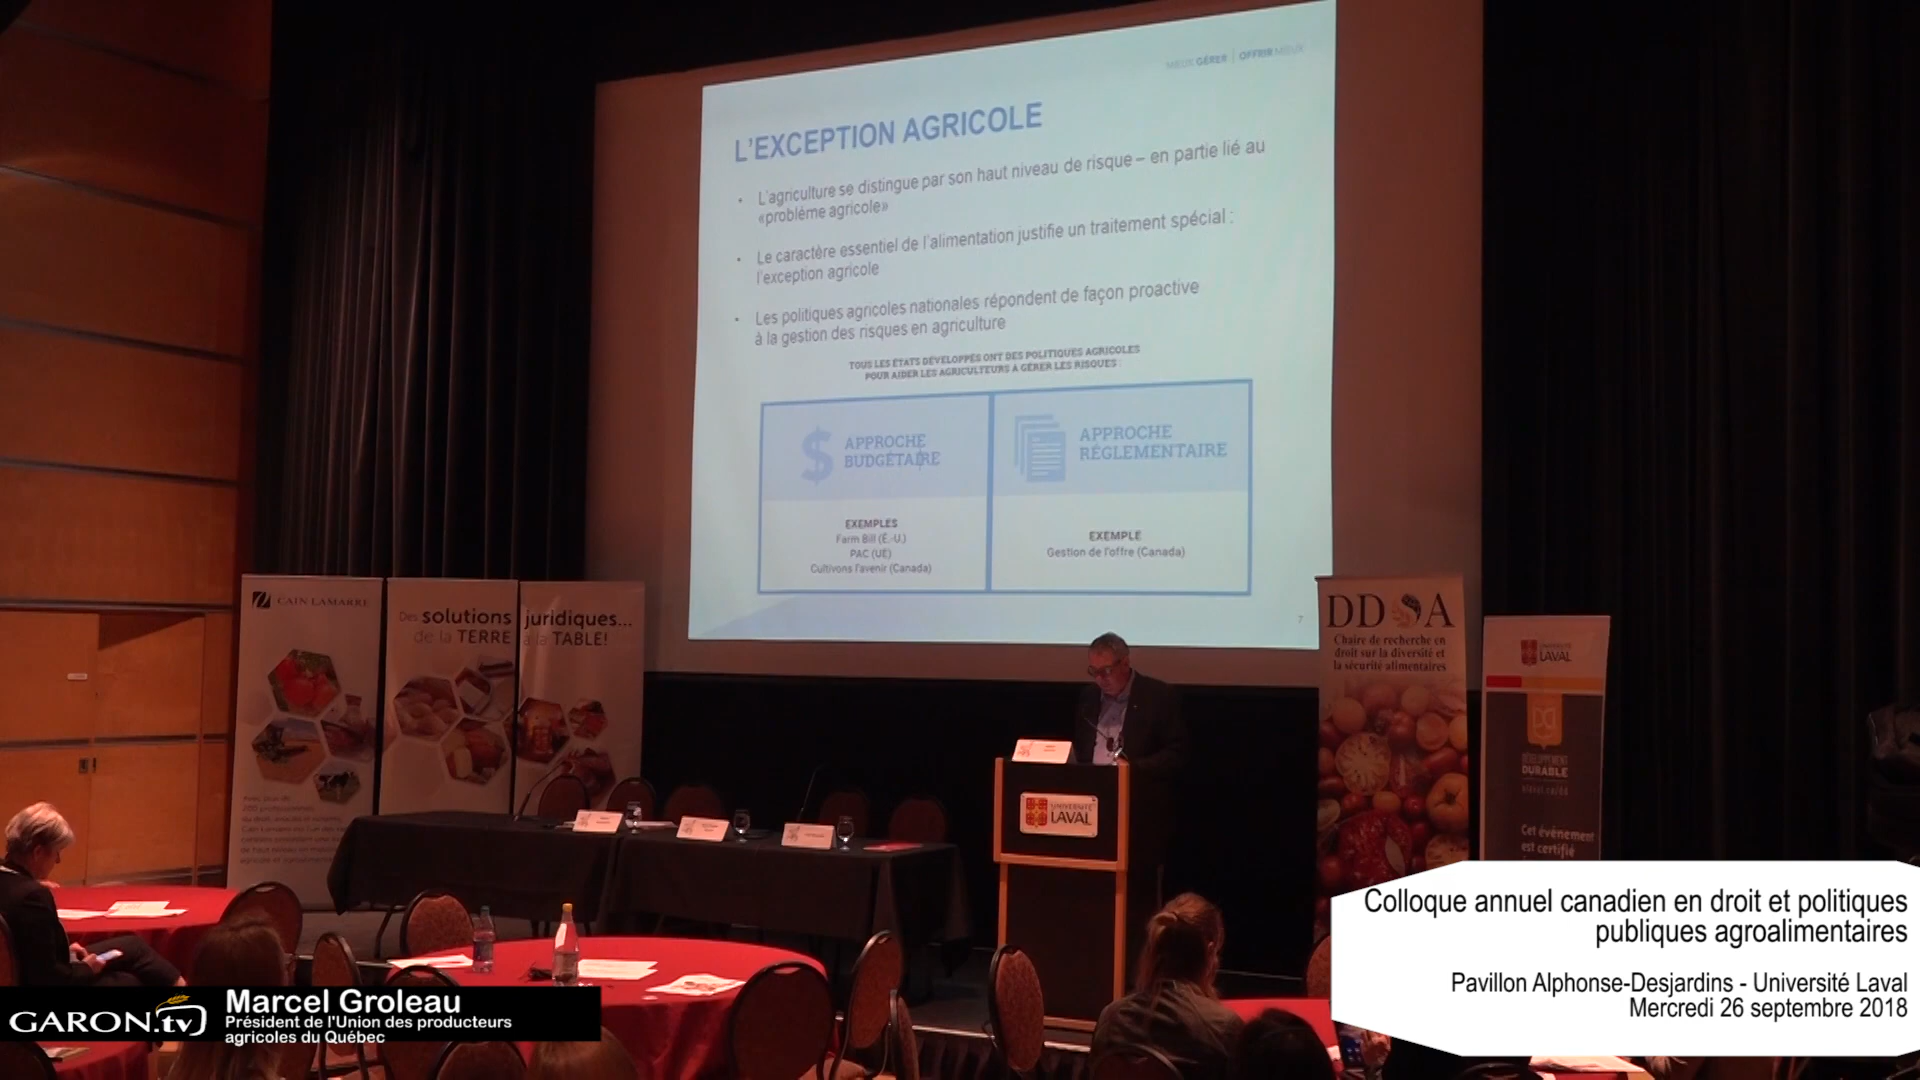 MIEUX GÉRER | OFFRIR MIEUX
L'EXCEPTION AGRICOLE
• L'agriculture se distingue par son haut niveau de risque – en partie lié au
«problème agricole»
• Le caractère essentiel de l'alimentation justifie un traitement spécial :
l'exception agricole
• Les politiques agricoles nationales répondent de façon proactive
à la gestion des risques en agriculture
TOUS LES ÉTATS DÉVELOPPÉS ONT DES POLITIQUES AGRICOLES
POUR AIDER LES AGRICULTEURS À GÉRER LES RISQUES :
$ APPROCHE
BUDGÉTAIRE
APPROCHE
RÉGLEMENTAIRE
EXEMPLES
Farm Bill (É.-U.)
PAC (UE)
Cultivons l'avenir (Canada)
EXEMPLE
Gestion de l'offre (Canada)
7
CAIN LAMARRE
Des solutions juridiques...
de la TERRE à la TABLE!
DDSA
Chaire de recherche en
droit sur la diversité et
la sécurité alimentaires
UNIVERSITÉ
LAVAL
DÉVELOPPEMENT
DURABLE
Cet événement
est certifié
UNIVERSITÉ
LAVAL
Colloque annuel canadien en droit et politiques
publiques agroalimentaires
Pavillon Alphonse-Desjardins - Université Laval
Mercredi 26 septembre 2018
GARON.tv
Marcel Groleau
Président de l'Union des producteurs
agricoles du Québec